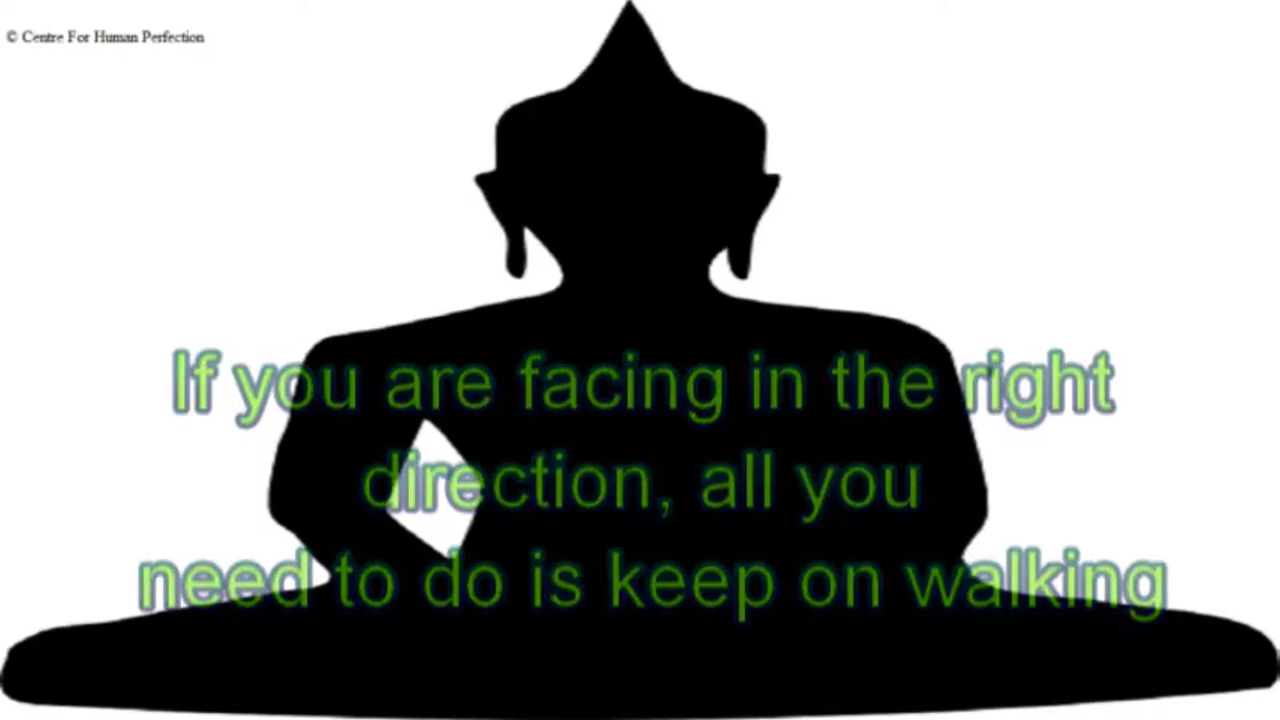 © Centre For Human Perfection
If you are facing in the right
direction, all you
need to do is keep on walking